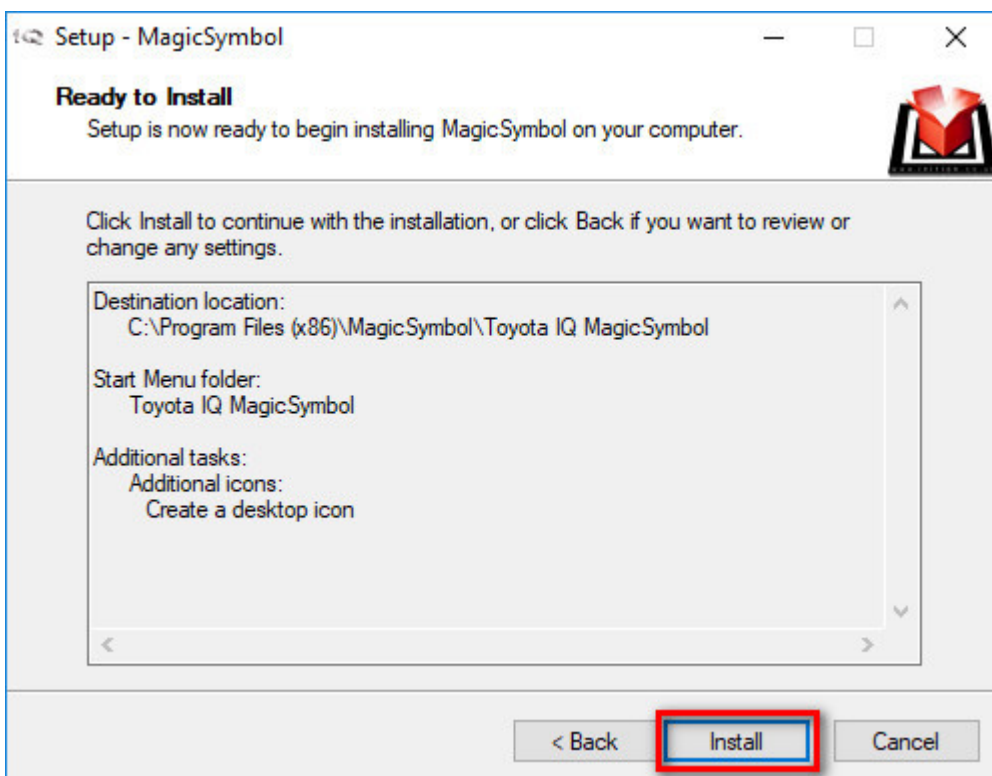 Setup - MagicSymbol
Ready to Install
Setup is now ready to begin installing MagicSymbol on your computer.
Click Install to continue with the installation, or click Back if you want to review or
change any settings.
Destination location:
C:\Program Files (x86)\MagicSymbol\Toyota IQ MagicSymbol
Start Menu folder:
Toyota IQ MagicSymbol
Additional tasks:
Additional icons:
Create a desktop icon
< Back
Install
Cancel